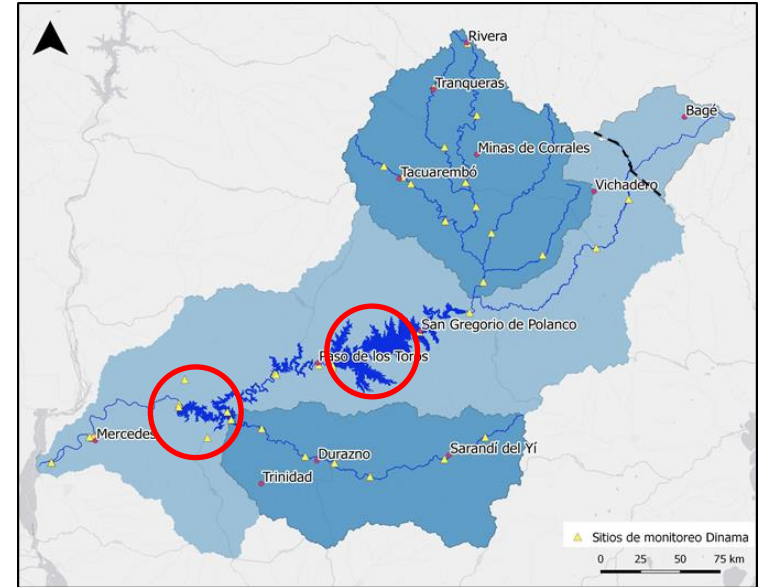 Rivera
Tranqueras
Bagé
Minas de Corrales
Tacuarembó
Vichadero
San Gregorio de Polanco
Paso de los Toros
Mercedes
Durazno
Sarandí del Yí
Trinidad
Sitios de monitoreo Dinama
0 25 50 75 km